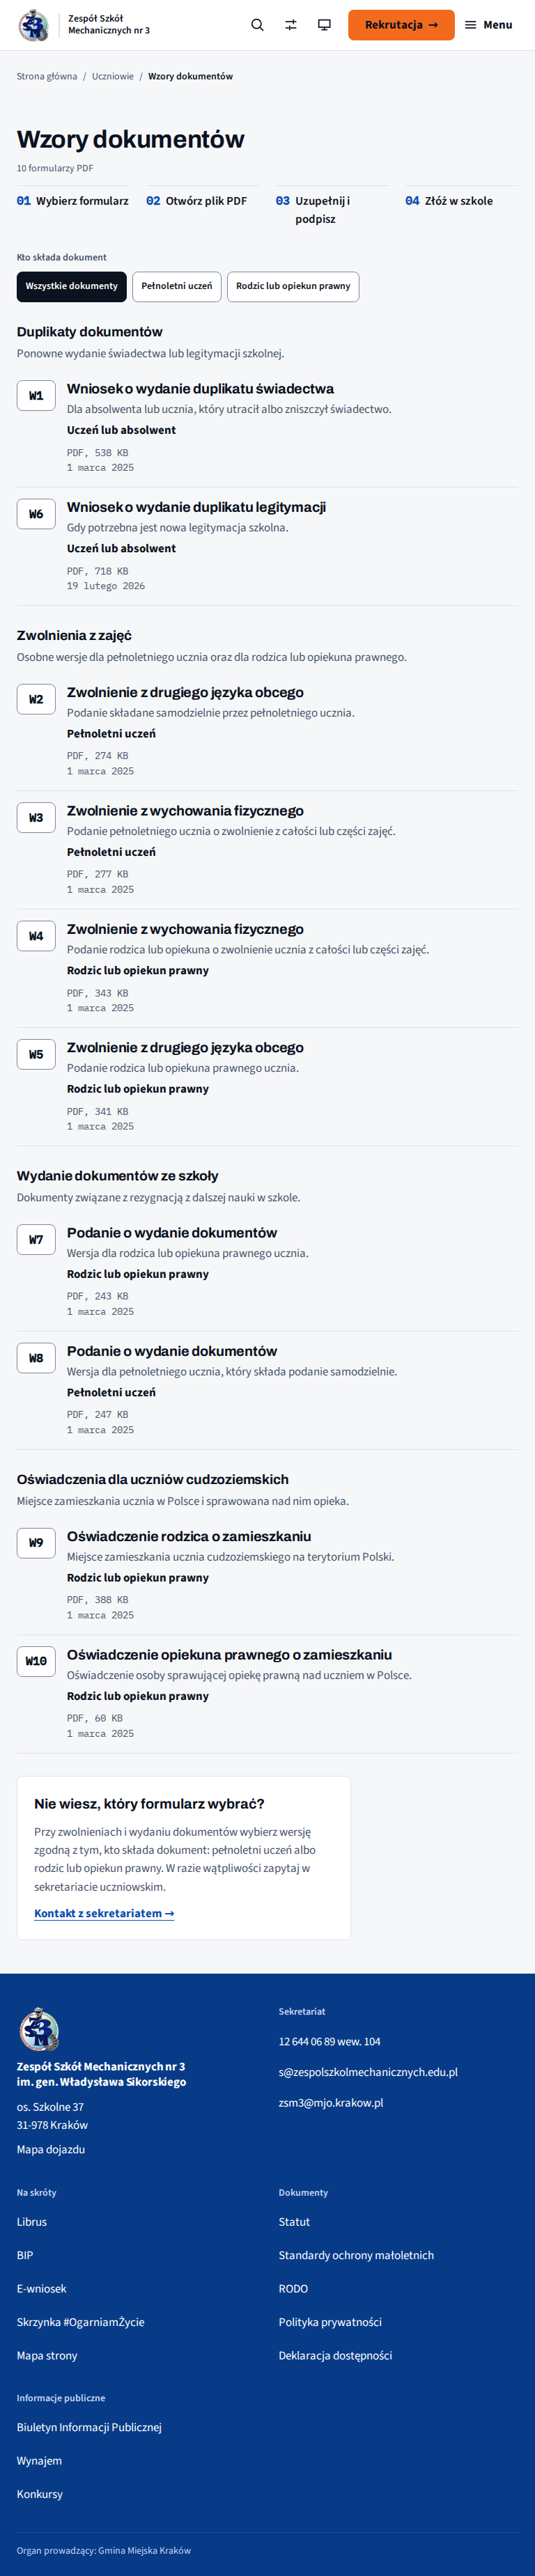 Zespół Szkół
Mechanicznych nr 3
Rekrutacja →
Menu
Strona główna / Uczniowie / Wzory dokumentów
Wzory dokumentów
10 formularzy PDF
01 Wybierz formularz
02 Otwórz plik PDF
03 Uzupełnij i
podpisz
04 Złóż w szkole
Kto składa dokument
Wszystkie dokumenty
Pełnoletni uczeń
Rodzic lub opiekun prawny
Duplikaty dokumentów
Ponowne wydanie świadectwa lub legitymacji szkolnej.
W1
Wniosek o wydanie duplikatu świadectwa
Dla absolwenta lub ucznia, który utracił albo zniszczył świadectwo.
Uczeń lub absolwent
PDF, 538 KB
1 marca 2025
W6
Wniosek o wydanie duplikatu legitymacji
Gdy potrzebna jest nowa legitymacja szkolna.
Uczeń lub absolwent
PDF, 718 KB
19 lutego 2026
Zwolnienia z zajęć
Osobne wersje dla pełnoletniego ucznia oraz dla rodzica lub opiekuna prawnego.
W2
Zwolnienie z drugiego języka obcego
Podanie składane samodzielnie przez pełnoletniego ucznia.
Pełnoletni uczeń
PDF, 274 KB
1 marca 2025
W3
Zwolnienie z wychowania fizycznego
Podanie pełnoletniego ucznia o zwolnienie z całości lub części zajęć.
Pełnoletni uczeń
PDF, 277 KB
1 marca 2025
W4
Zwolnienie z wychowania fizycznego
Podanie rodzica lub opiekuna o zwolnienie ucznia z całości lub części zajęć.
Rodzic lub opiekun prawny
PDF, 343 KB
1 marca 2025
W5
Zwolnienie z drugiego języka obcego
Podanie rodzica lub opiekuna prawnego ucznia.
Rodzic lub opiekun prawny
PDF, 341 KB
1 marca 2025
Wydanie dokumentów ze szkoły
Dokumenty związane z rezygnacją z dalszej nauki w szkole.
W7
Podanie o wydanie dokumentów
Wersja dla rodzica lub opiekuna prawnego ucznia.
Rodzic lub opiekun prawny
PDF, 243 KB
1 marca 2025
W8
Podanie o wydanie dokumentów
Wersja dla pełnoletniego ucznia, który składa podanie samodzielnie.
Pełnoletni uczeń
PDF, 247 KB
1 marca 2025
Oświadczenia dla uczniów cudzoziemskich
Miejsce zamieszkania ucznia w Polsce i sprawowana nad nim opieka.
W9
Oświadczenie rodzica o zamieszkaniu
Miejsce zamieszkania ucznia cudzoziemskiego na terytorium Polski.
Rodzic lub opiekun prawny
PDF, 388 KB
1 marca 2025
W10
Oświadczenie opiekuna prawnego o zamieszkaniu
Oświadczenie osoby sprawującej opiekę prawną nad uczniem w Polsce.
Rodzic lub opiekun prawny
PDF, 60 KB
1 marca 2025
Nie wiesz, który formularz wybrać?
Przy zwolnieniach i wydaniu dokumentów wybierz wersję
zgodną z tym, kto składa dokument: pełnoletni uczeń albo
rodzic lub opiekun prawny. W razie wątpliwości zapytaj w
sekretariacie uczniowskim.
Kontakt z sekretariatem →
Zespół Szkół Mechanicznych nr 3
im. gen. Władysława Sikorskiego
os. Szkolne 37
31-978 Kraków
Mapa dojazdu
Sekretariat
12 644 06 89 wew. 104
s@zespolszkolmechanicznych.edu.pl
zsm3@mjo.krakow.pl
Na skróty
Librus
BIP
E-wniosek
Skrzynka #OgarniamŻycie
Mapa strony
Dokumenty
Statut
Standardy ochrony małoletnich
RODO
Polityka prywatności
Deklaracja dostępności
Informacje publiczne
Biuletyn Informacji Publicznej
Wynajem
Konkursy
Organ prowadzący: Gmina Miejska Kraków